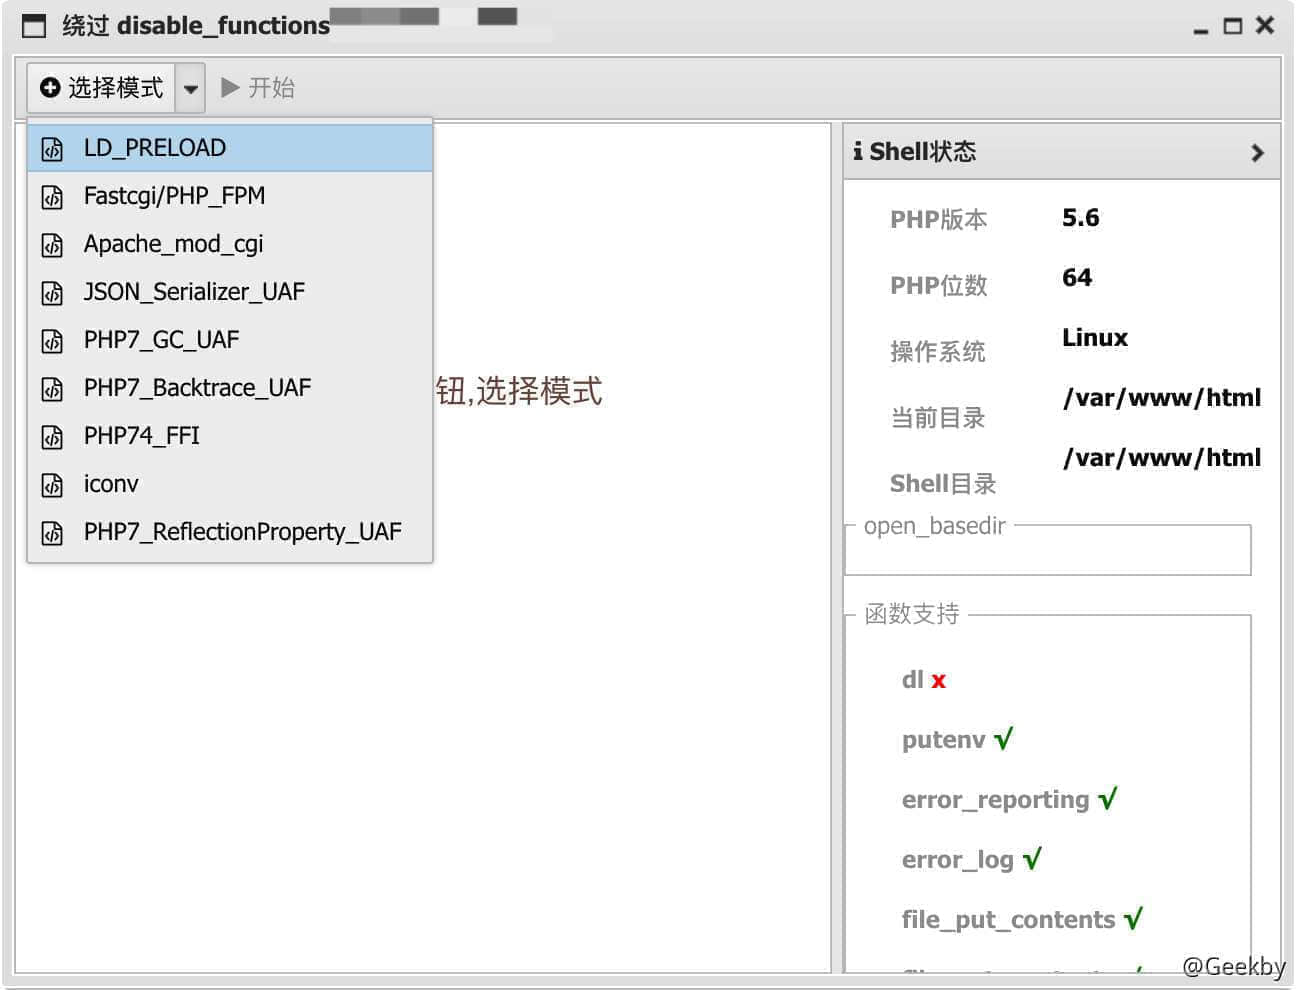 绕过 disable_functions
选择模式
开始
LD_PRELOAD
Fastcgi/PHP_FPM
Apache_mod_cgi
JSON_Serializer_UAF
PHP7_GC_UAF
PHP7_Backtrace_UAF
PHP74_FFI
iconv
PHP7_ReflectionProperty_UAF
钮,选择模式
Shell状态
PHP版本 5.6
PHP位数 64
操作系统 Linux
当前目录 /var/www/html
Shell目录 /var/www/html
open_basedir
函数支持
dl x
putenv √
error_reporting √
error_log √
file_put_contents √
@Geekby